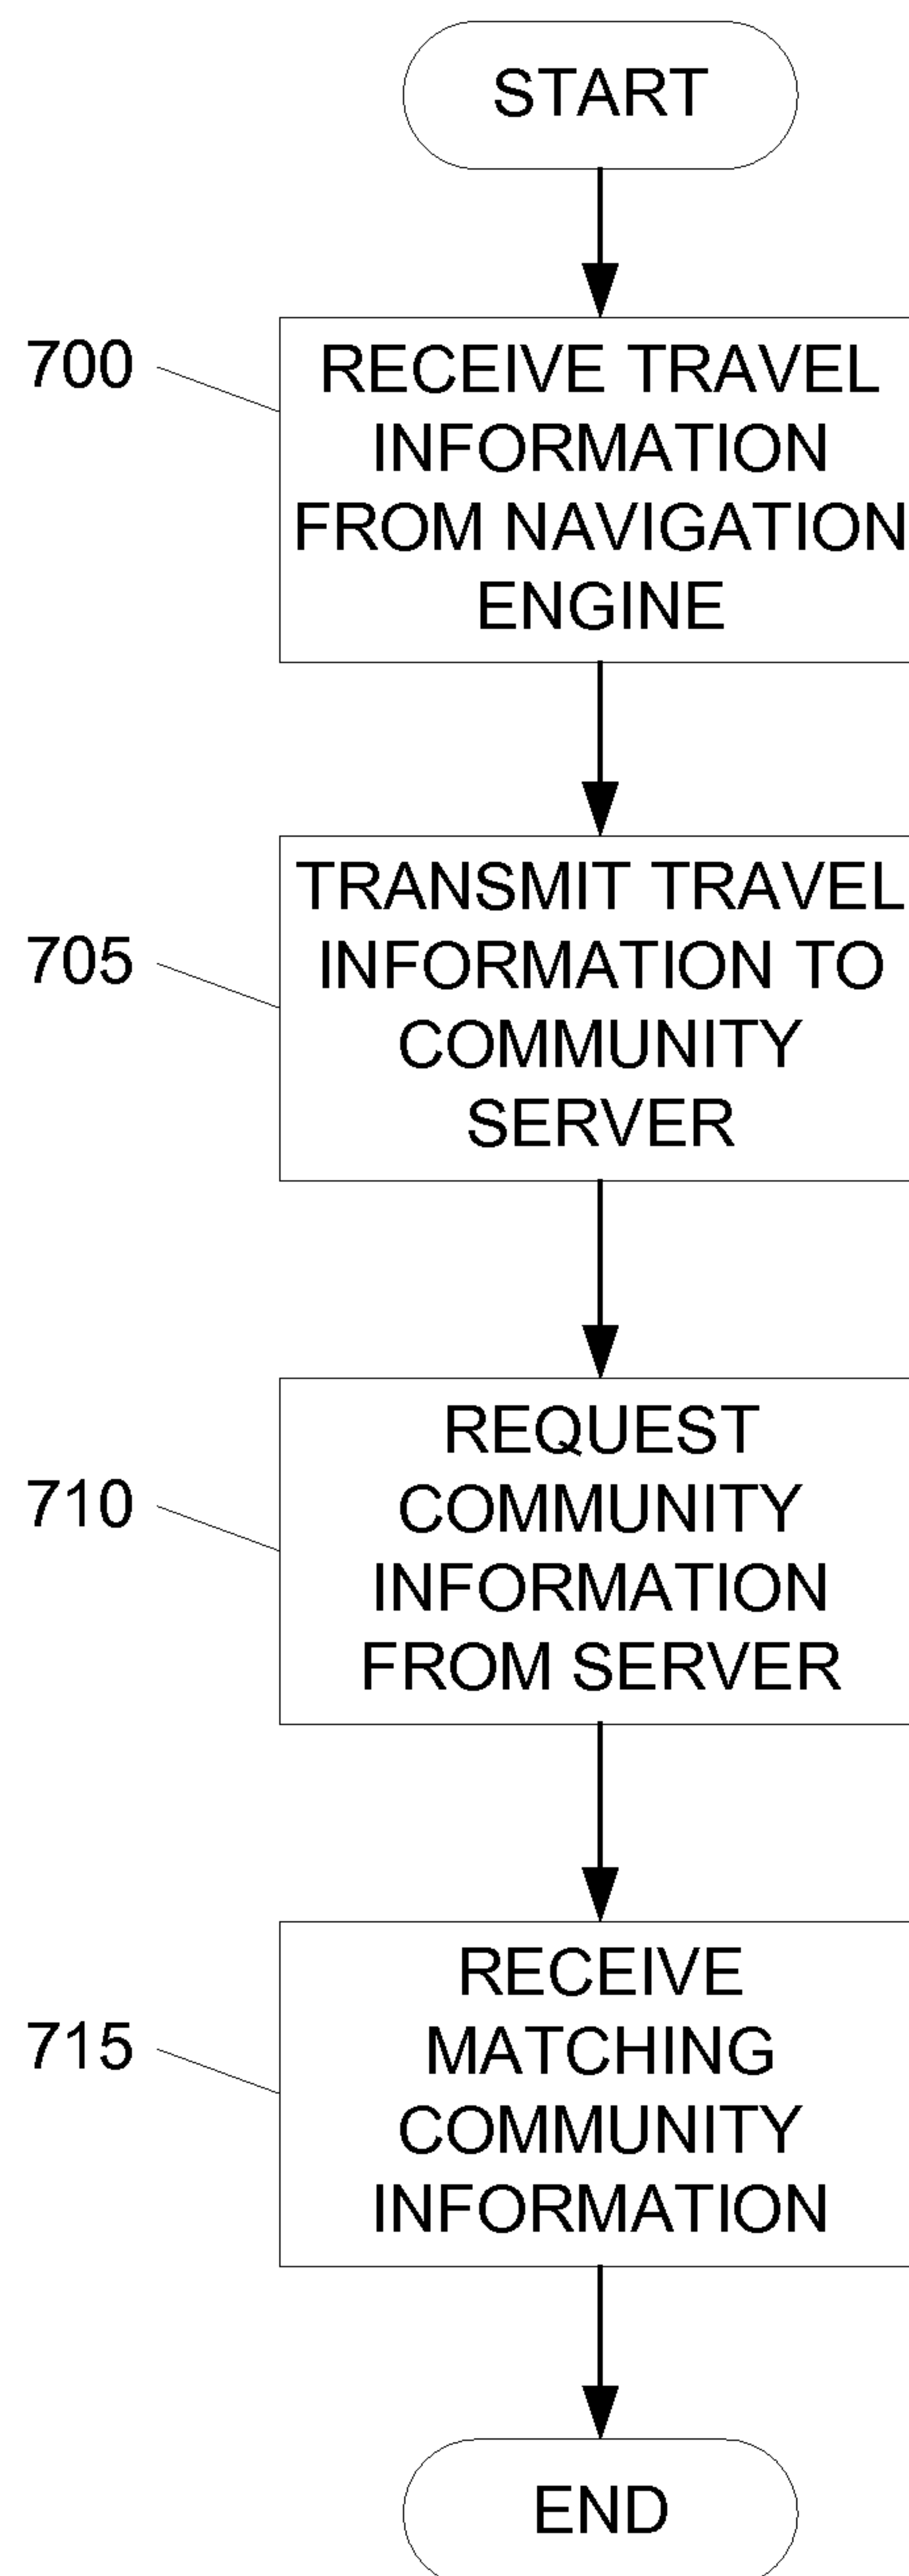 START
700
RECEIVE TRAVEL
INFORMATION
FROM NAVIGATION
ENGINE
705
TRANSMIT TRAVEL
INFORMATION TO
COMMUNITY
SERVER
710
REQUEST
COMMUNITY
INFORMATION
FROM SERVER
715
RECEIVE
MATCHING
COMMUNITY
INFORMATION
END